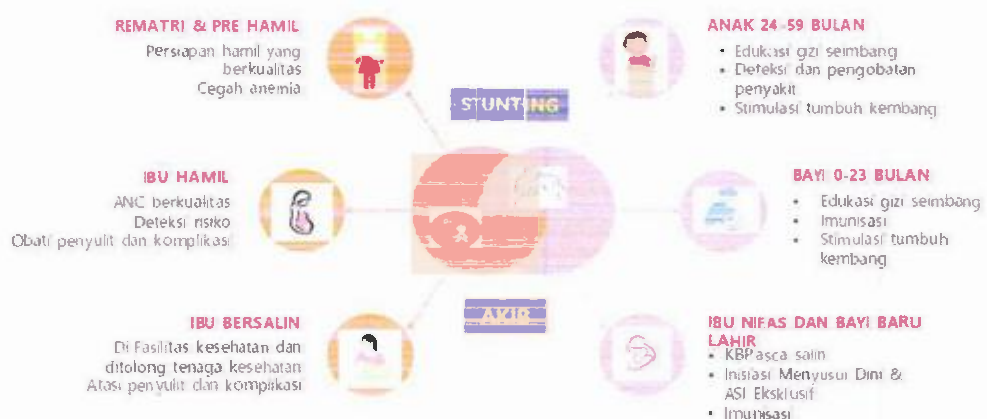 REMATRI & PRE HAMIL
Persiapan hamil yang
berkualitas
Cegah anemia
IBU HAMIL
ANC berkualitas
Deteksi risiko
Obati penyulit dan komplikasi
IBU BERSALIN
Di Fasilitas kesehatan dan
ditolong tenaga kesehatan
Atasi penyulit dan komplikasi
STUNTING
AKIR
ANAK 24-59 BULAN
• Edukasi gizi seimbang
• Deteksi dan pengobatan
penyakit
• Stimulasi tumbuh kembang
BAYI 0-23 BULAN
• Edukasi gizi seimbang
• Imunisasi
• Stimulasi tumbuh
kembang
IBU NIFAS DAN BAYI BARU
LAHIR
• KBPasca salin
• Inisiasi Menyusui Dini &
ASI Eksklusif
• Imunisasi